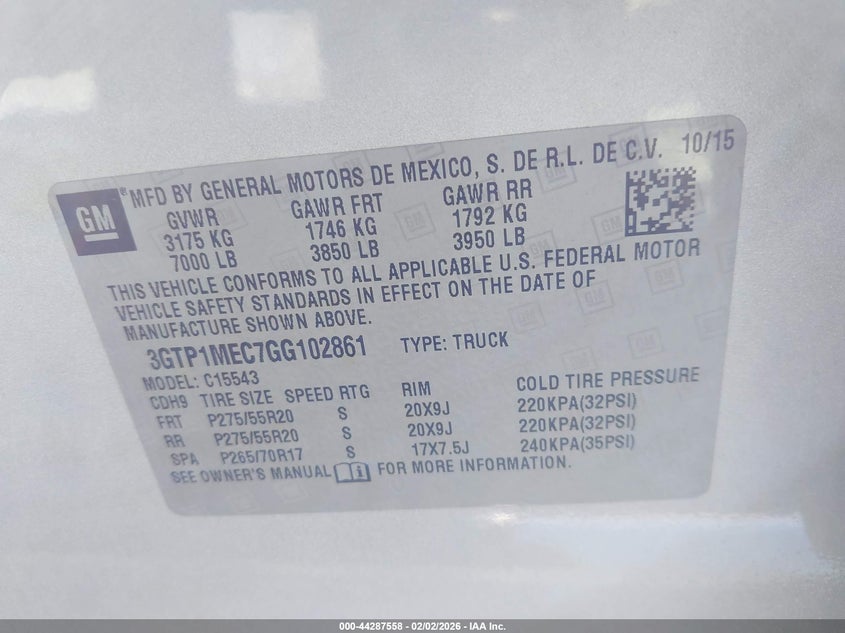 GM
® MFD BY GENERAL MOTORS DE MEXICO, S. DE R.L. DE C.V. 10/15
GVWR GAWR FRT GAWR RR
3175 KG 1746 KG 1792 KG
7000 LB 3850 LB 3950 LB
THIS VEHICLE CONFORMS TO ALL APPLICABLE U.S. FEDERAL MOTOR
VEHICLE SAFETY STANDARDS IN EFFECT ON THE DATE OF
MANUFACTURE SHOWN ABOVE.
3GTP1MEC7GG102861 TYPE: TRUCK
MODEL: C15543
CDH9 TIRE SIZE SPEED RTG RIM COLD TIRE PRESSURE
FRT P275/55R20 S 20X9J 220KPA(32PSI)
RR P275/55R20 S 20X9J 220KPA(32PSI)
SPA P265/70R17 S 17X7.5J 240KPA(35PSI)
SEE OWNER'S MANUAL FOR MORE INFORMATION.
000-44287558 - 02/02/2026 - IAA Inc.